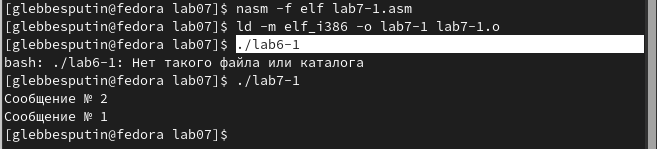 [glebbesputin@fedora lab07]$ nasm -f elf lab7-1.asm
[glebbesputin@fedora lab07]$ ld -m elf_i386 -o lab7-1 lab7-1.o
[glebbesputin@fedora lab07]$ ./lab6-1
bash: ./lab6-1: Нет такого файла или каталога
[glebbesputin@fedora lab07]$ ./lab7-1
Сообщение № 2
Сообщение № 1
[glebbesputin@fedora lab07]$